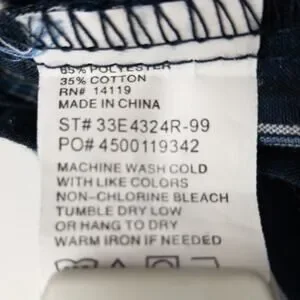 65% POLYESTER
35% COTTON
RN# 14119
MADE IN CHINA
ST# 33E4324R-99
PO# 4500119342
MACHINE WASH COLD
WITH LIKE COLORS
NON-CHLORINE BLEACH
TUMBLE DRY LOW
OR HANG TO DRY
WARM IRON IF NEEDED